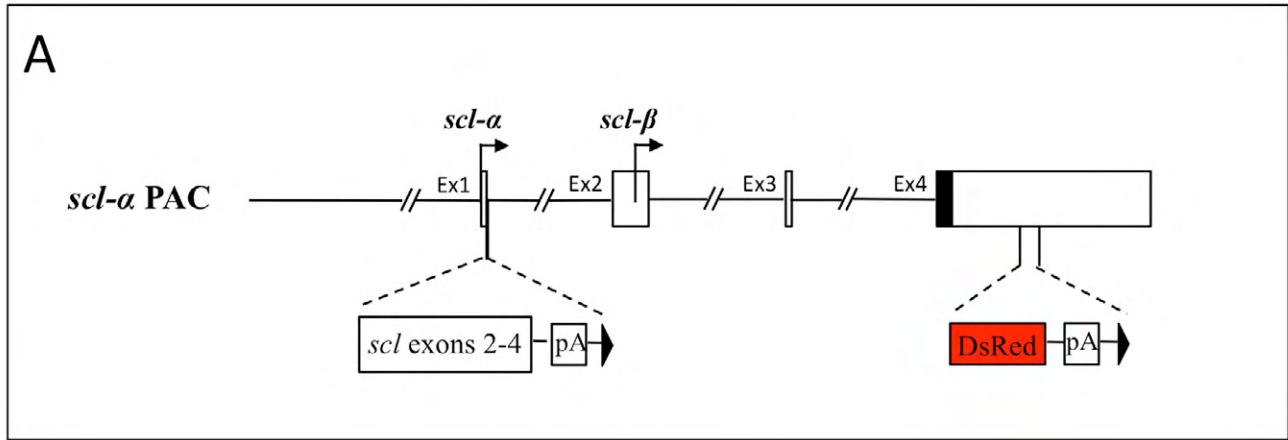 A
scl-α scl-β
scl-α PAC Ex1 Ex2 Ex3 Ex4
scl exons 2-4 pA DsRed pA